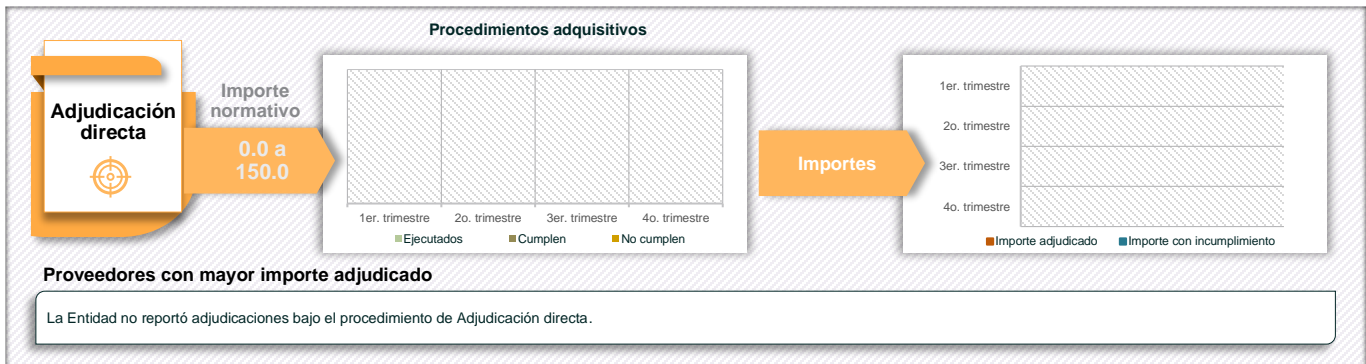 Procedimientos adquisitivos
Adjudicación
directa
Importe
normativo
0.0 a
150.0
1er. trimestre
2o. trimestre
3er. trimestre
4o. trimestre
Ejecutados
Cumplen
No cumplen
Importes
1er. trimestre
2o. trimestre
3er. trimestre
4o. trimestre
Importe adjudicado
Importe con incumplimiento
Proveedores con mayor importe adjudicado
La Entidad no reportó adjudicaciones bajo el procedimiento de Adjudicación directa.